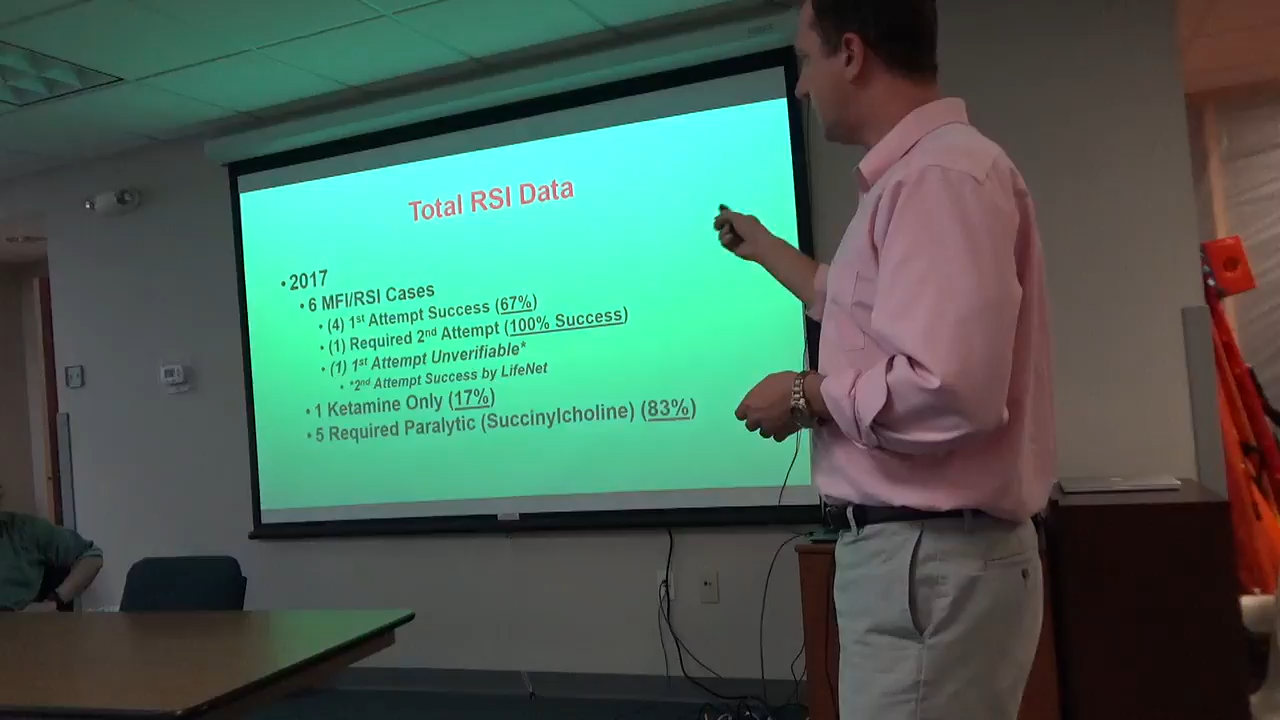 Total RSI Data
• 2017
• 6 MFI/RSI Cases
• (4) 1st Attempt Success (67%)
• (1) Required 2nd Attempt (100% Success)
• (1) 1st Attempt Unverifiable*
• *2nd Attempt Success by LifeNet
• 1 Ketamine Only (17%)
• 5 Required Paralytic (Succinylcholine) (83%)